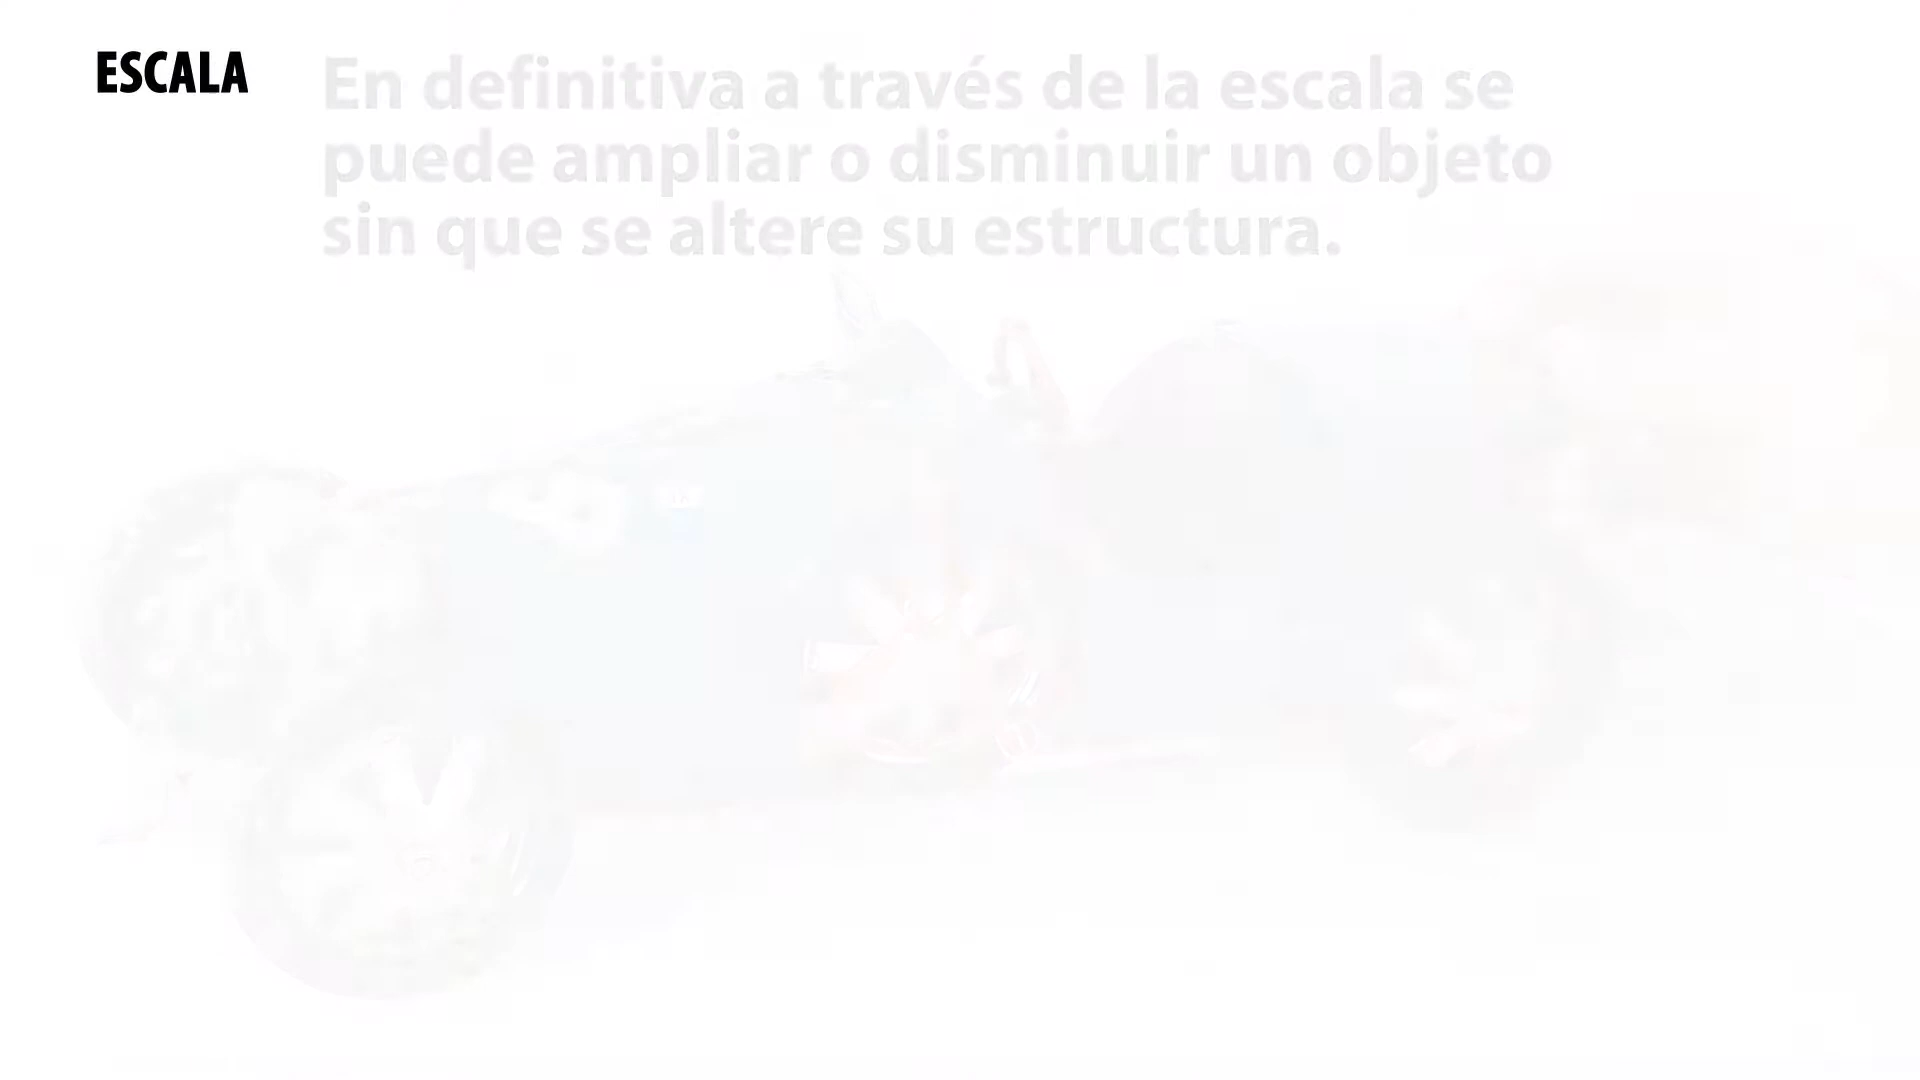 ESCALA
En definitiva a través de la escala se
puede ampliar o disminuir un objeto
sin que se altere su estructura.